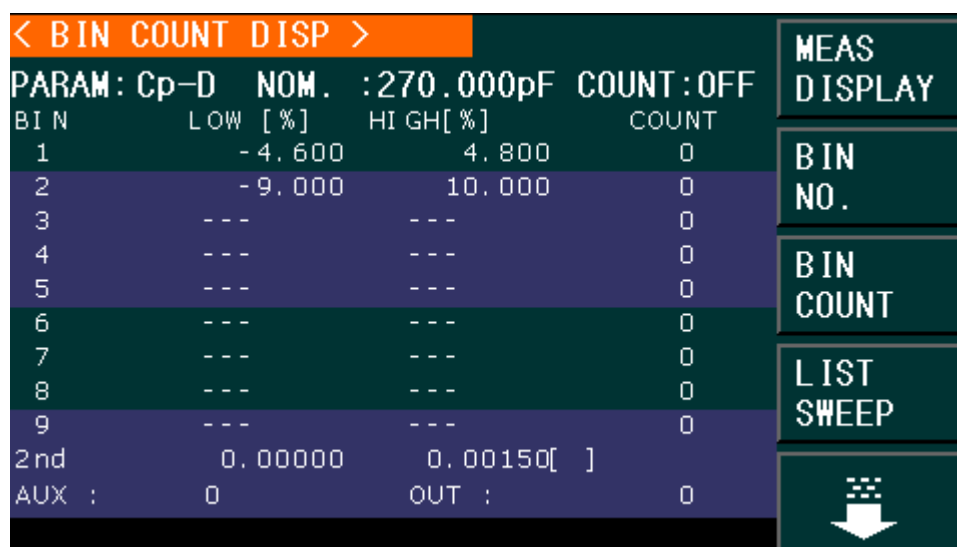 < BIN COUNT DISP >
PARAM:Cp-D NOM. :270.000pF COUNT:OFF
BIN LOW [%] HIGH[%] COUNT
1 -4.600 4.800 0
2 -9.000 10.000 0
3 --- --- 0
4 --- --- 0
5 --- --- 0
6 --- --- 0
7 --- --- 0
8 --- --- 0
9 --- --- 0
2nd 0.00000 0.00150[ ]
AUX : 0 OUT : 0
MEAS
DISPLAY
BIN
NO.
BIN
COUNT
LIST
SWEEP